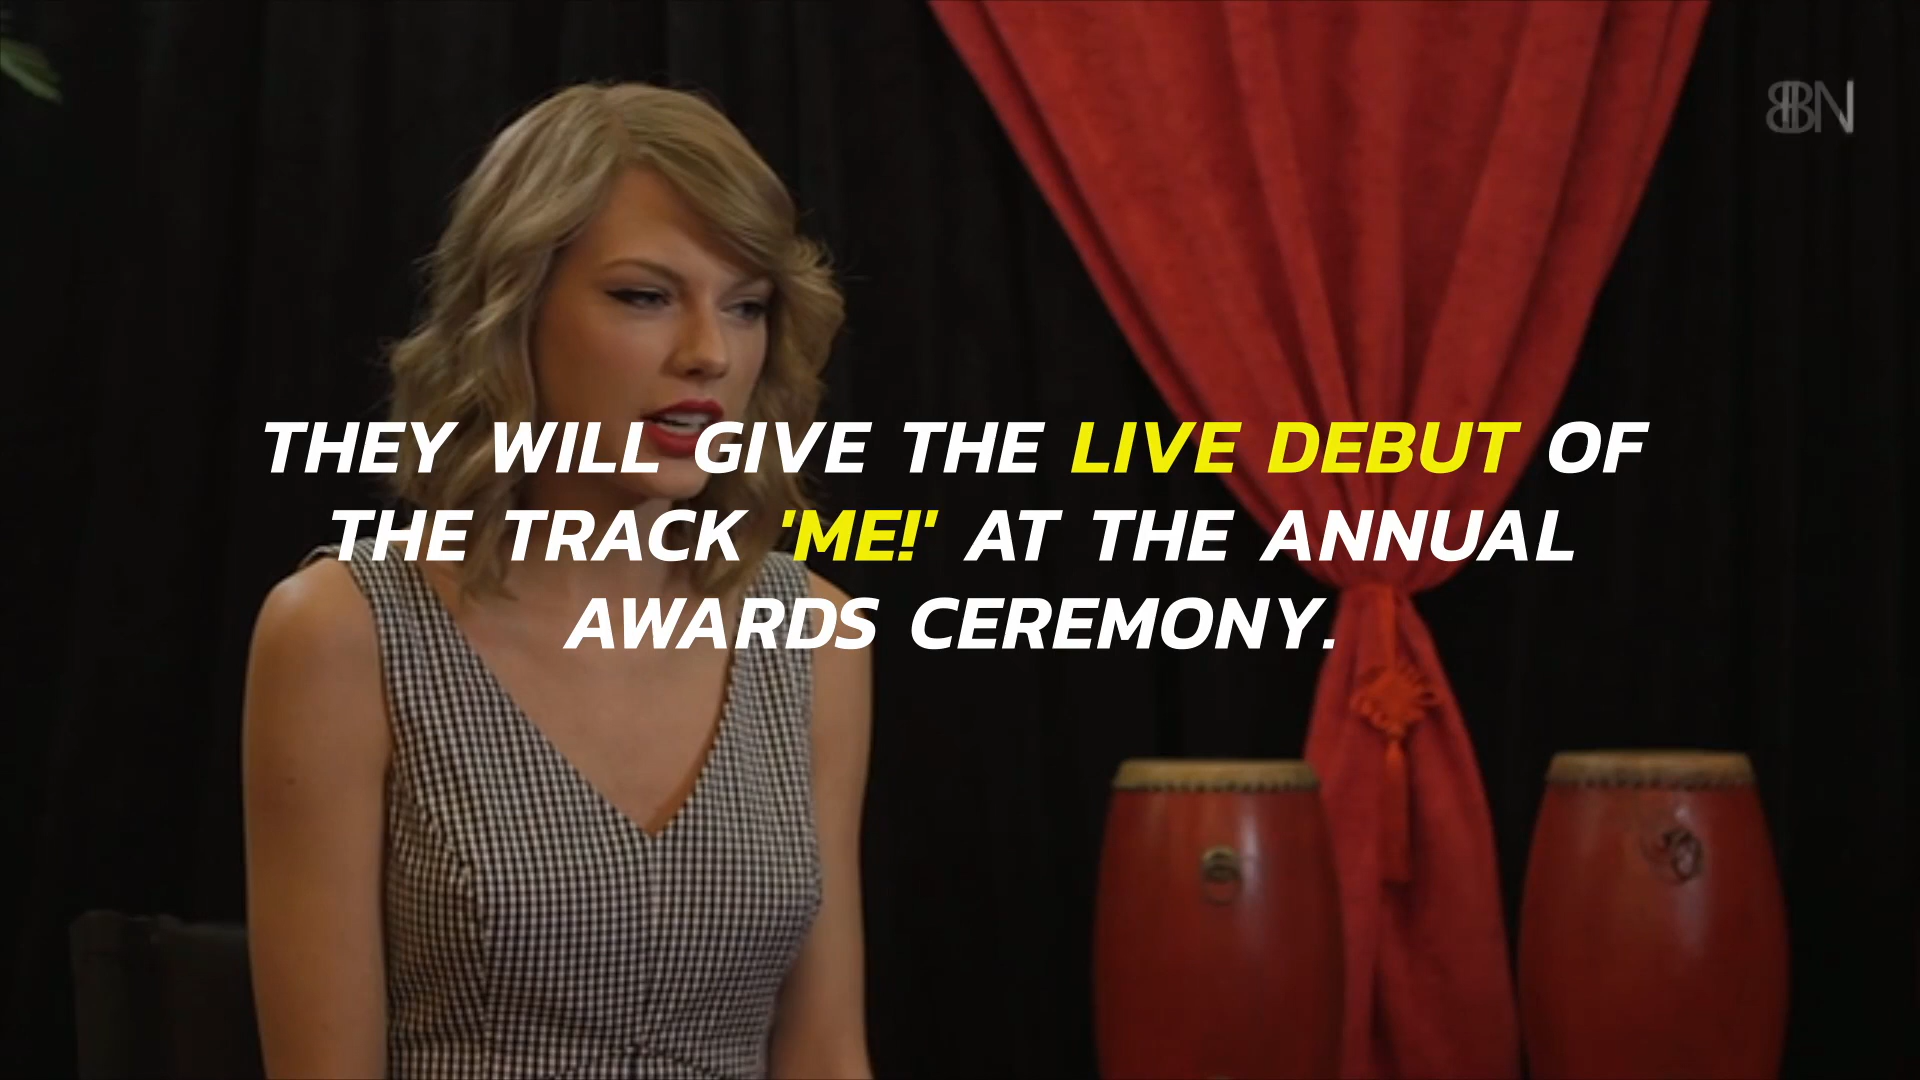 BBN
THEY WILL GIVE THE LIVE DEBUT OF
THE TRACK 'ME!' AT THE ANNUAL
AWARDS CEREMONY.